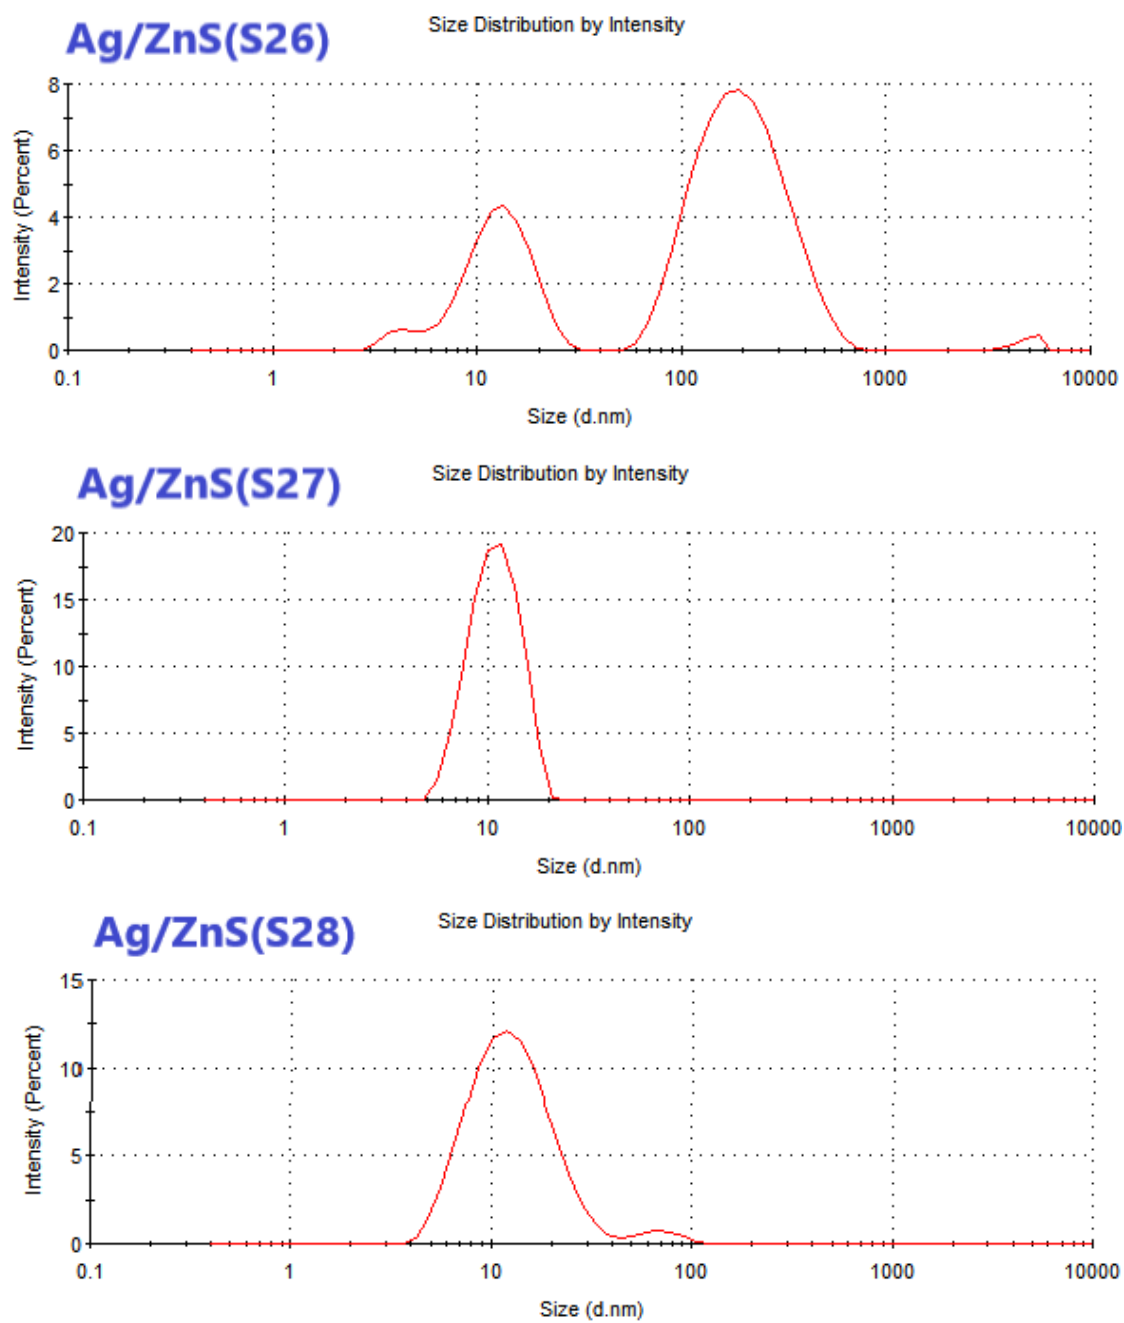 Ag/ZnS(S26)
Size Distribution by Intensity
Intensity (Percent)
8
6
4
2
0
0.1 1 10 100 1000 10000
Size (d.nm)
Ag/ZnS(S27)
Size Distribution by Intensity
Intensity (Percent)
20
15
10
5
0
0.1 1 10 100 1000 10000
Size (d.nm)
Ag/ZnS(S28)
Size Distribution by Intensity
Intensity (Percent)
15
10
5
0
0.1 1 10 100 1000 10000
Size (d.nm)